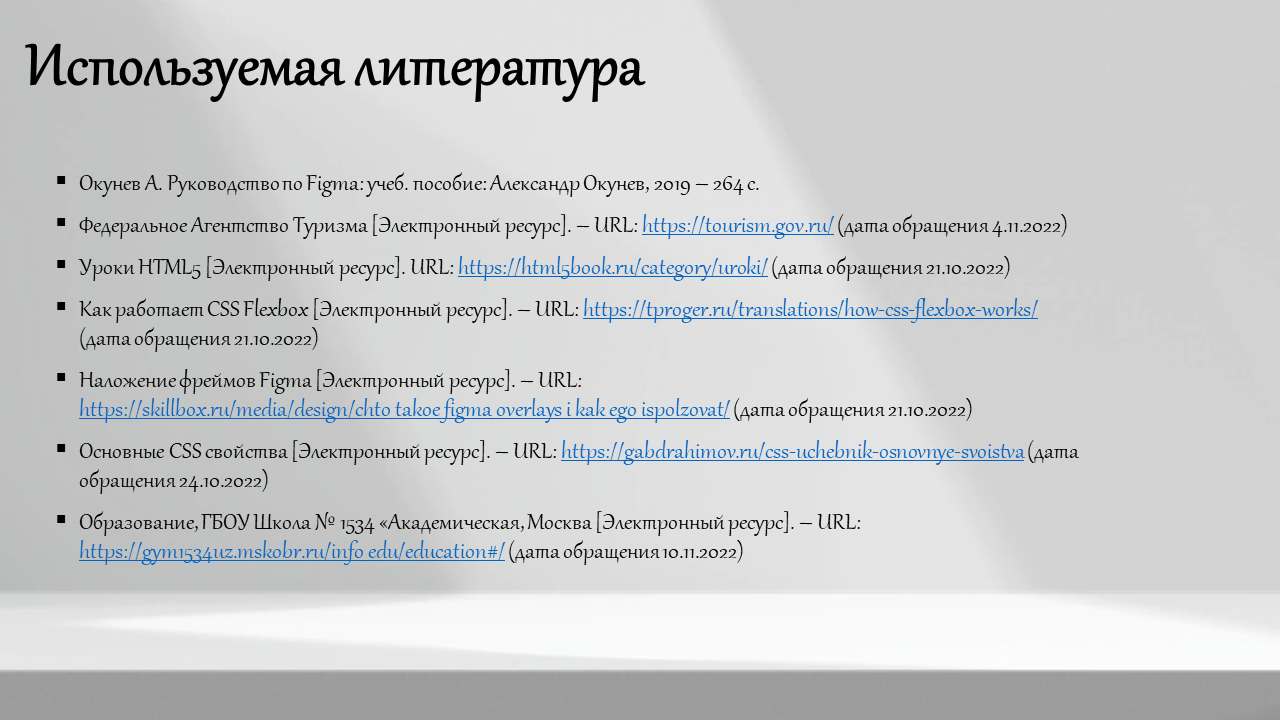 Используемая литература
Окунев А. Руководство по Figma: учеб. пособие: Александр Окунев, 2019 – 264 с.
Федеральное Агентство Туризма [Электронный ресурс]. – URL: https://tourism.gov.ru/ (дата обращения 4.11.2022)
Уроки HTML5 [Электронный ресурс]. URL: https://html5book.ru/category/uroki/ (дата обращения 21.10.2022)
Как работает CSS Flexbox [Электронный ресурс]. – URL: https://tproger.ru/translations/how-css-flexbox-works/
(дата обращения 21.10.2022)
Наложение фреймов Figma [Электронный ресурс]. – URL:
https://skillbox.ru/media/design/chto takoe figma overlays i kak ego ispolzovat/ (дата обращения 21.10.2022)
Основные CSS свойства [Электронный ресурс]. – URL: https://gabdrahimov.ru/css-uchebnik-osnovnye-svoistva (дата
обращения 24.10.2022)
Образование, ГБОУ Школа № 1534 «Академическая, Москва [Электронный ресурс]. – URL:
https://gym1534uz.mskobr.ru/info edu/education#/ (дата обращения 10.11.2022)